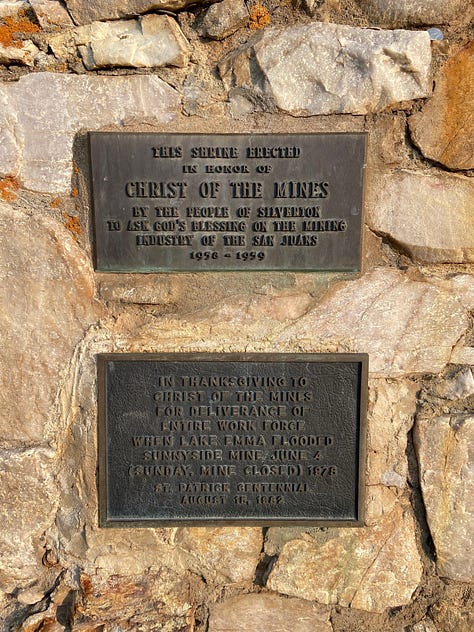 THIS SHRINE ERECTED
IN HONOR OF
CHRIST OF THE MINES
BY THE PEOPLE OF SILVERTON
TO ASK GOD'S BLESSING ON THE MINING
INDUSTRY OF THE SAN JUANS
1958 - 1959
IN THANKSGIVING TO
CHRIST OF THE MINES
FOR DELIVERANCE OF
ENTIRE WORK FORCE
WHEN LAKE EMMA FLOODED
SUNNYSIDE MINE/JUNE 4
(SUNDAY, MINE CLOSED) 1978
ST. PATRICK CENTENNIAL
AUGUST 15, 1982